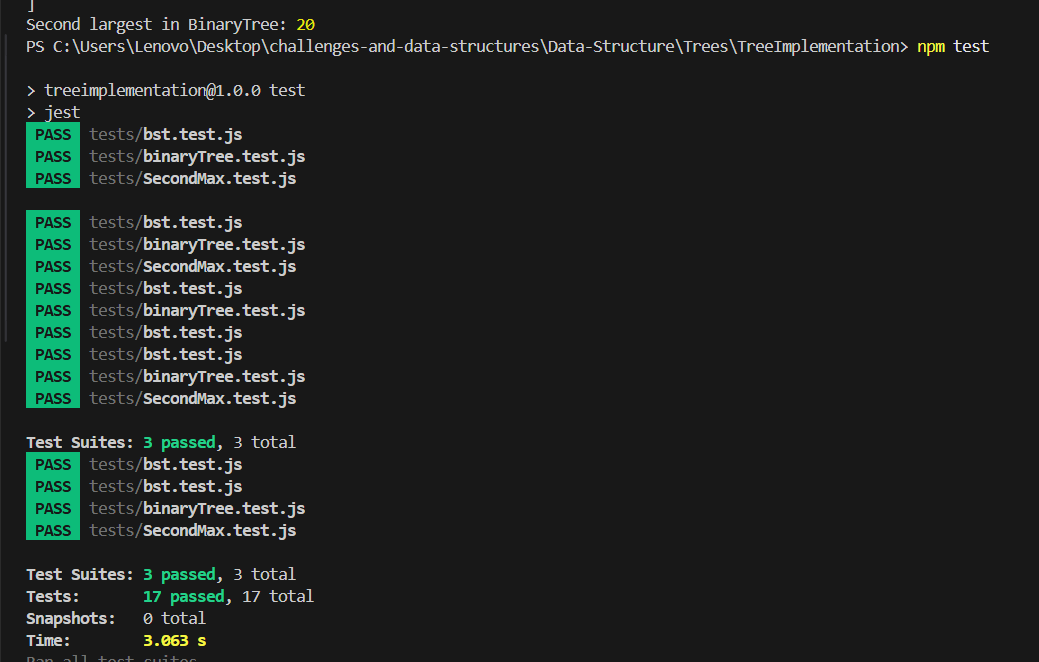 ]
Second largest in BinaryTree: 20
PS C:\Users\Lenovo\Desktop\challenges-and-data-structures\Data-Structure\Trees\TreeImplementation> npm test
> treeimplementation@1.0.0 test
> jest
PASS tests/bst.test.js
PASS tests/binaryTree.test.js
PASS tests/SecondMax.test.js
PASS tests/bst.test.js
PASS tests/binaryTree.test.js
PASS tests/SecondMax.test.js
PASS tests/bst.test.js
PASS tests/binaryTree.test.js
PASS tests/bst.test.js
PASS tests/bst.test.js
PASS tests/binaryTree.test.js
PASS tests/SecondMax.test.js
Test Suites: 3 passed, 3 total
PASS tests/bst.test.js
PASS tests/bst.test.js
PASS tests/binaryTree.test.js
PASS tests/SecondMax.test.js
Test Suites: 3 passed, 3 total
Tests: 17 passed, 17 total
Snapshots: 0 total
Time: 3.063 s
Ran all test suites.